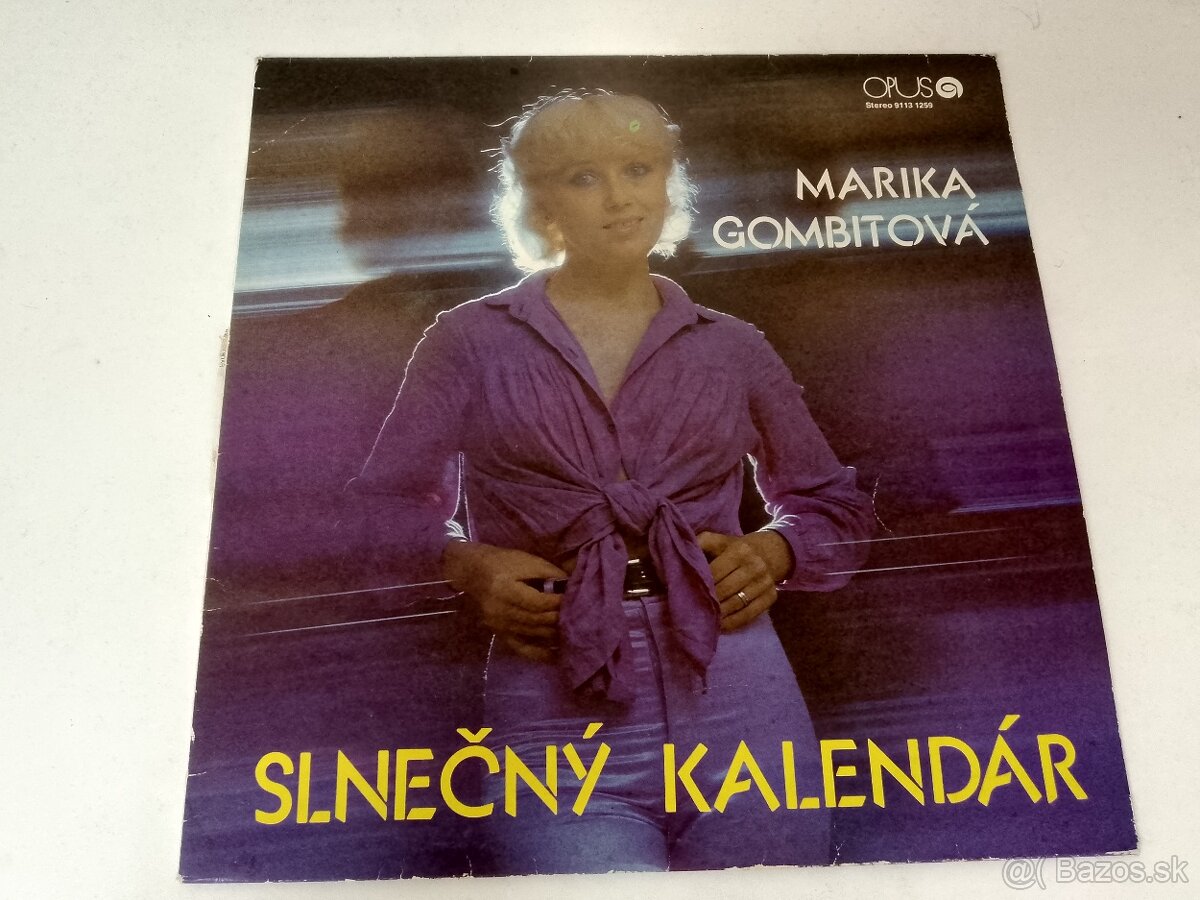 OPUS
Stereo 9113 1259
MARIKA
GOMBITOVÁ
SLNEČNÝ KALENDÁR
@( Bazos.sk